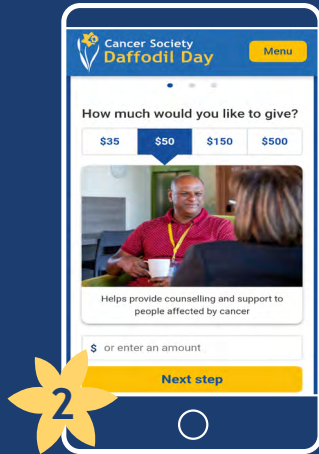 Cancer Society
Daffodil Day
Menu
How much would you like to give?
$35 $50 $150 $500
Helps provide counselling and support to
people affected by cancer
$ or enter an amount
Next step
2